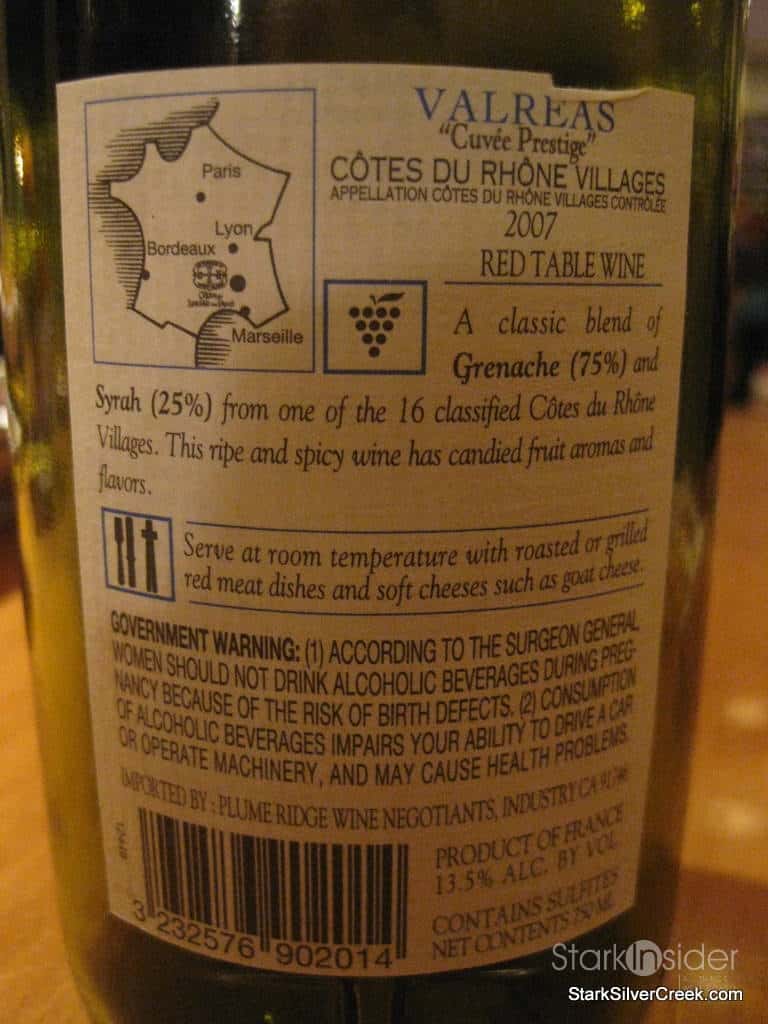 VALRÉAS
"Cuvée Prestige"
CÔTES DU RHÔNE VILLAGES
APPELLATION CÔTES DU RHÔNE VILLAGES CONTRÔLÉE
2007
RED TABLE WINE
Paris
Lyon
Bordeaux
Marseille
A classic blend of
Grenache (75%) and
Syrah (25%) from one of the 16 classified Côtes du Rhône
Villages. This ripe and spicy wine has candied fruit aromas and
flavors.
Serve at room temperature with roasted or grilled
red meat dishes and soft cheeses such as goat cheese.
GOVERNMENT WARNING: (1) ACCORDING TO THE SURGEON GENERAL,
WOMEN SHOULD NOT DRINK ALCOHOLIC BEVERAGES DURING PREG-
NANCY BECAUSE OF THE RISK OF BIRTH DEFECTS. (2) CONSUMPTION
OF ALCOHOLIC BEVERAGES IMPAIRS YOUR ABILITY TO DRIVE A CAR
OR OPERATE MACHINERY, AND MAY CAUSE HEALTH PROBLEMS.
IMPORTED BY : PLUME RIDGE WINE NEGOTIANTS, INDUSTRY CA
PRODUCT OF FRANCE
13.5% ALC. BY VOL
CONTAINS SULFITES
NET CONTENTS 750 ML
3 232576 902014
StarkInsider
StarkSilverCreek.com